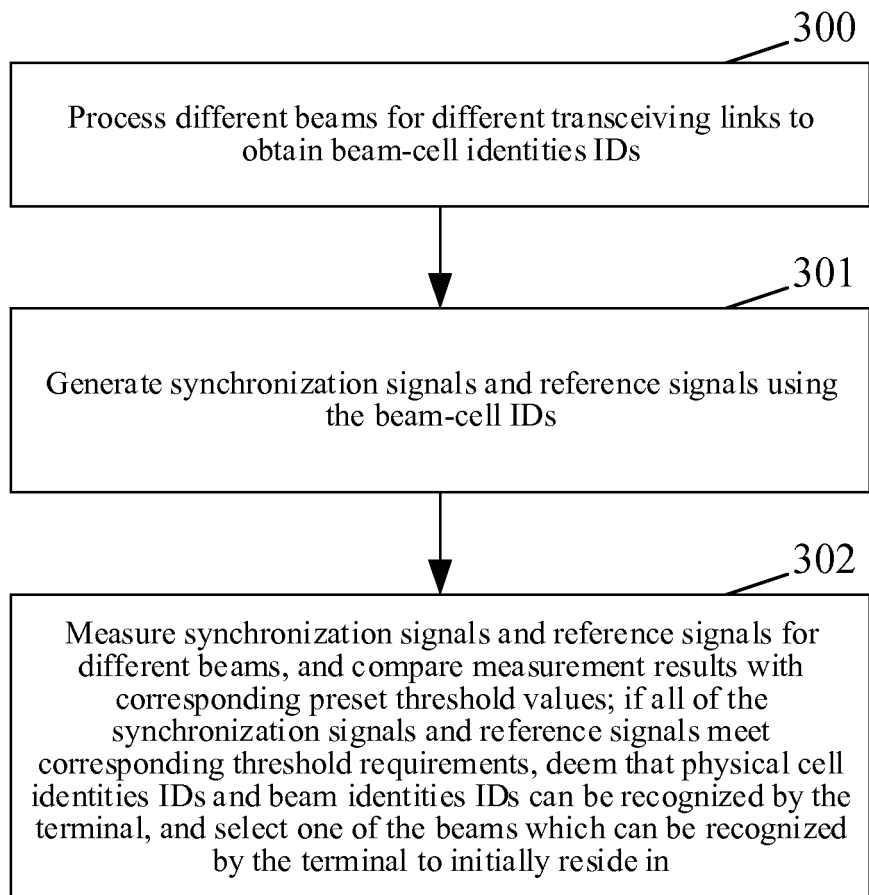 300
Process different beams for different transceiving links to
obtain beam-cell identities IDs
301
Generate synchronization signals and reference signals using
the beam-cell IDs
302
Measure synchronization signals and reference signals for
different beams, and compare measurement results with
corresponding preset threshold values; if all of the
synchronization signals and reference signals meet
corresponding threshold requirements, deem that physical cell
identities IDs and beam identities IDs can be recognized by the
terminal, and select one of the beams which can be recognized
by the terminal to initially reside in